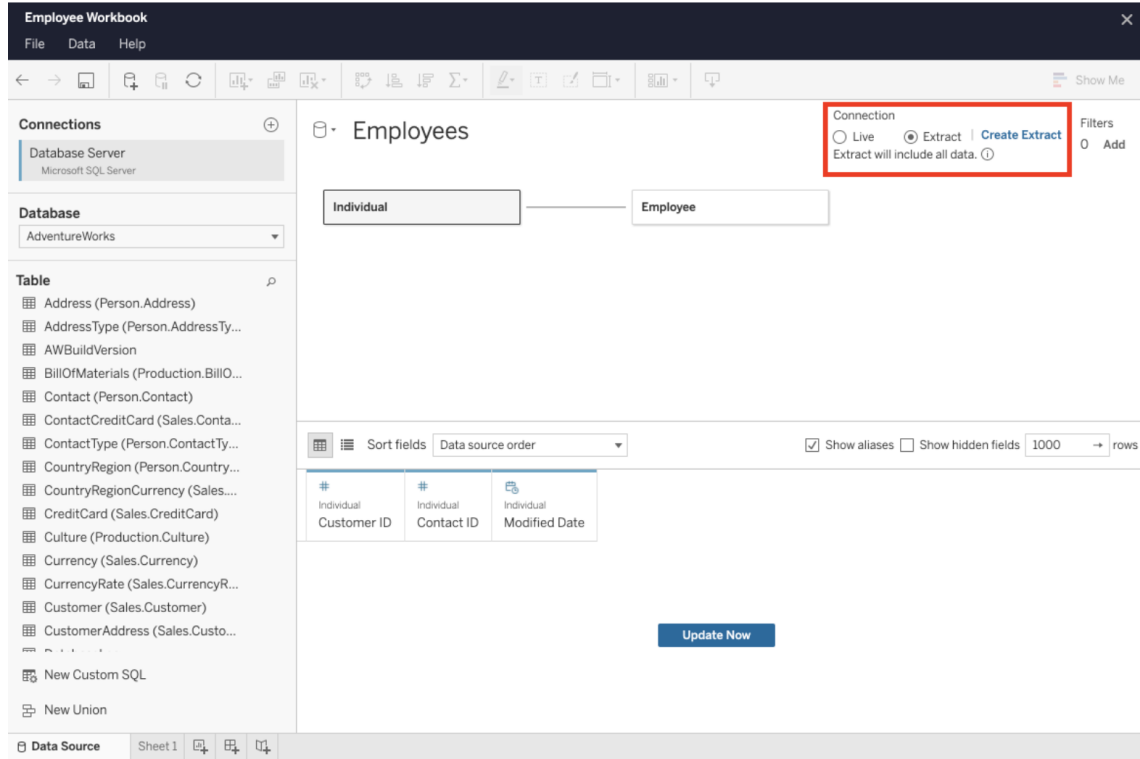 Employee Workbook
File Data Help
Show Me
Connections
Database Server
Microsoft SQL Server
Database
AdventureWorks
Table
Address (Person.Address)
AddressType (Person.AddressTy...
AWBuildVersion
BillOfMaterials (Production.BillO...
Contact (Person.Contact)
ContactCreditCard (Sales.Conta...
ContactType (Person.ContactTy...
CountryRegion (Person.Country...
CountryRegionCurrency (Sales....
CreditCard (Sales.CreditCard)
Culture (Production.Culture)
Currency (Sales.Currency)
CurrencyRate (Sales.CurrencyR...
Customer (Sales.Customer)
CustomerAddress (Sales.Custo...
New Custom SQL
New Union
Employees
Connection
Live Extract Create Extract
Extract will include all data.
Filters
0 Add
Individual Employee
Sort fields Data source order Show aliases Show hidden fields 1000 → rows
# # 
Individual Individual Individual
Customer ID Contact ID Modified Date
Update Now
Data Source Sheet 1